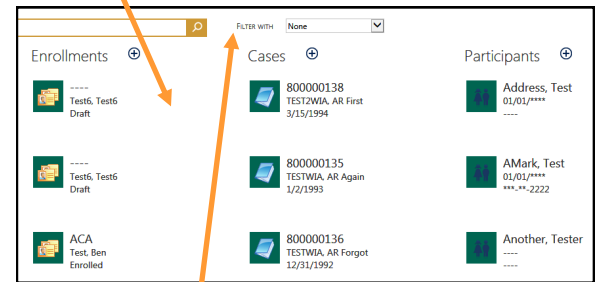 FILTER WITH None
Enrollments
Cases
Participants
----
Test6, Test6
Draft
800000138
TEST2WIA, AR First
3/15/1994
Address, Test
01/01/****
----
----
Test6, Test6
Draft
800000135
TESTWIA, AR Again
1/2/1993
AMark, Test
01/01/****
***-**-2222
ACA
Test, Ben
Enrolled
800000136
TESTWIA, AR Forgot
12/31/1992
Another, Tester
----
----